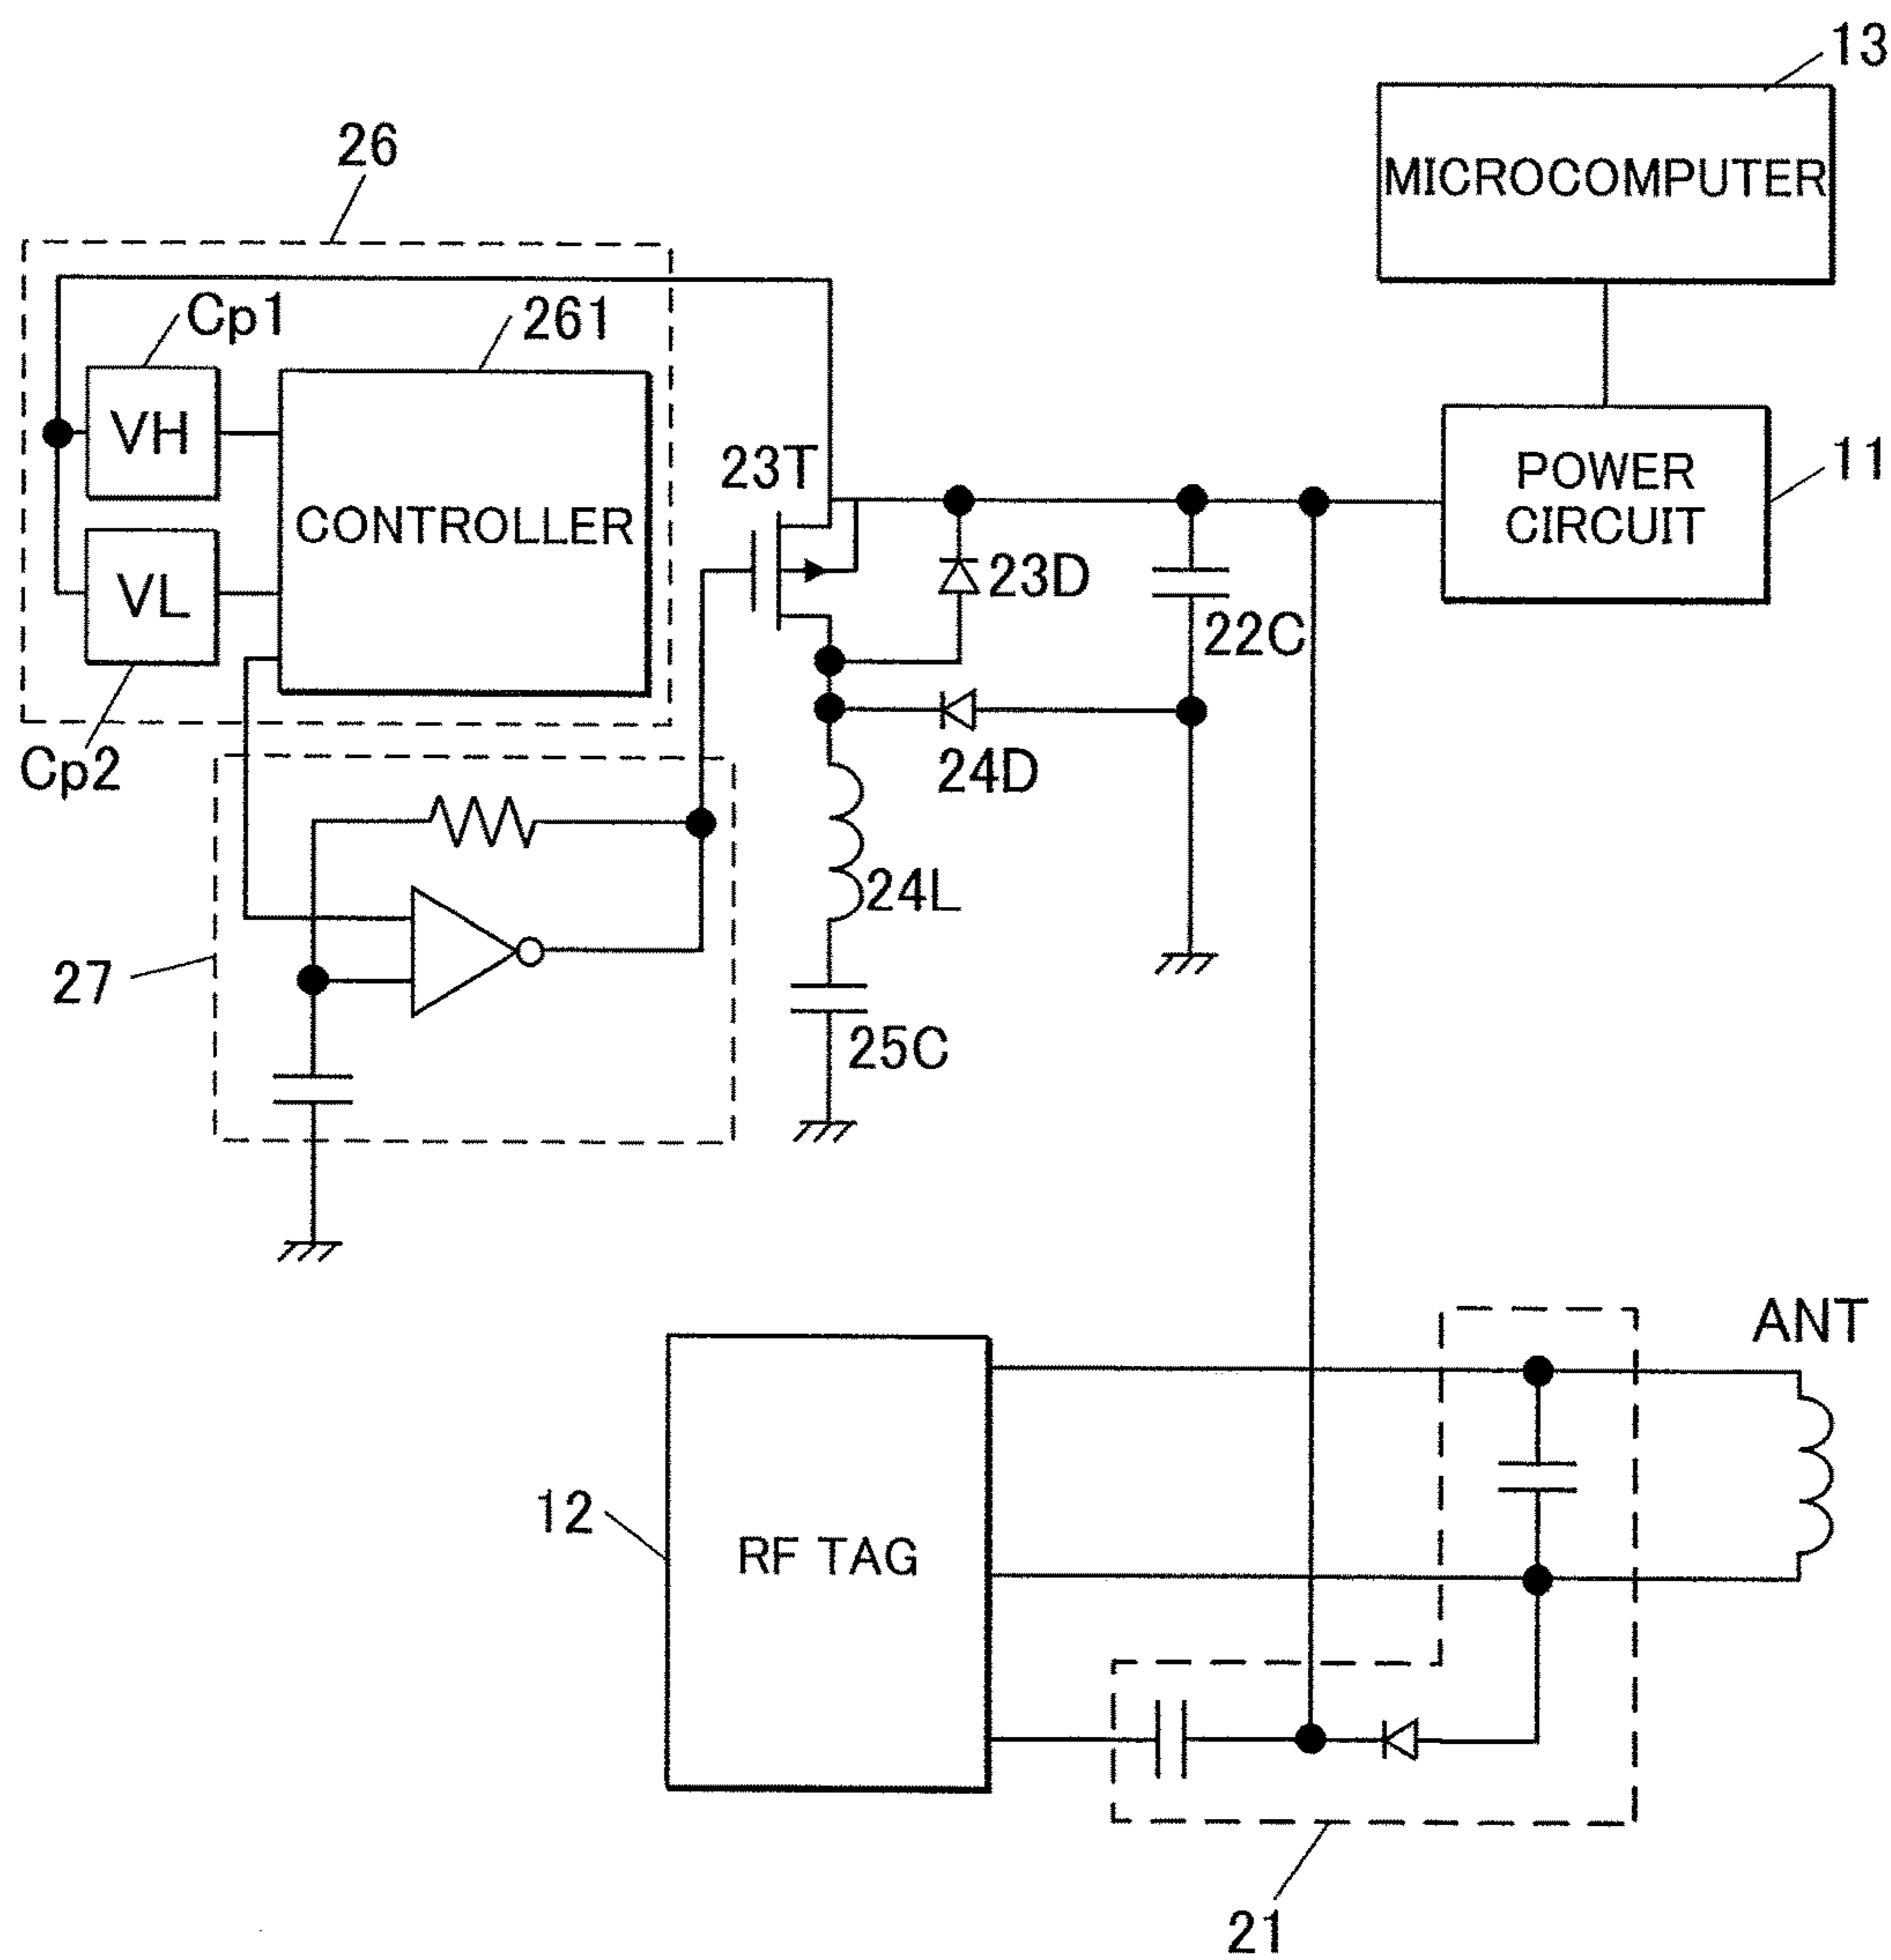 13
MICROCOMPUTER
26
Cp1
261
VH
CONTROLLER
VL
Cp2
23T
POWER
CIRCUIT
11
23D
22C
24D
24L
27
25C
ANT
12
RF TAG
21